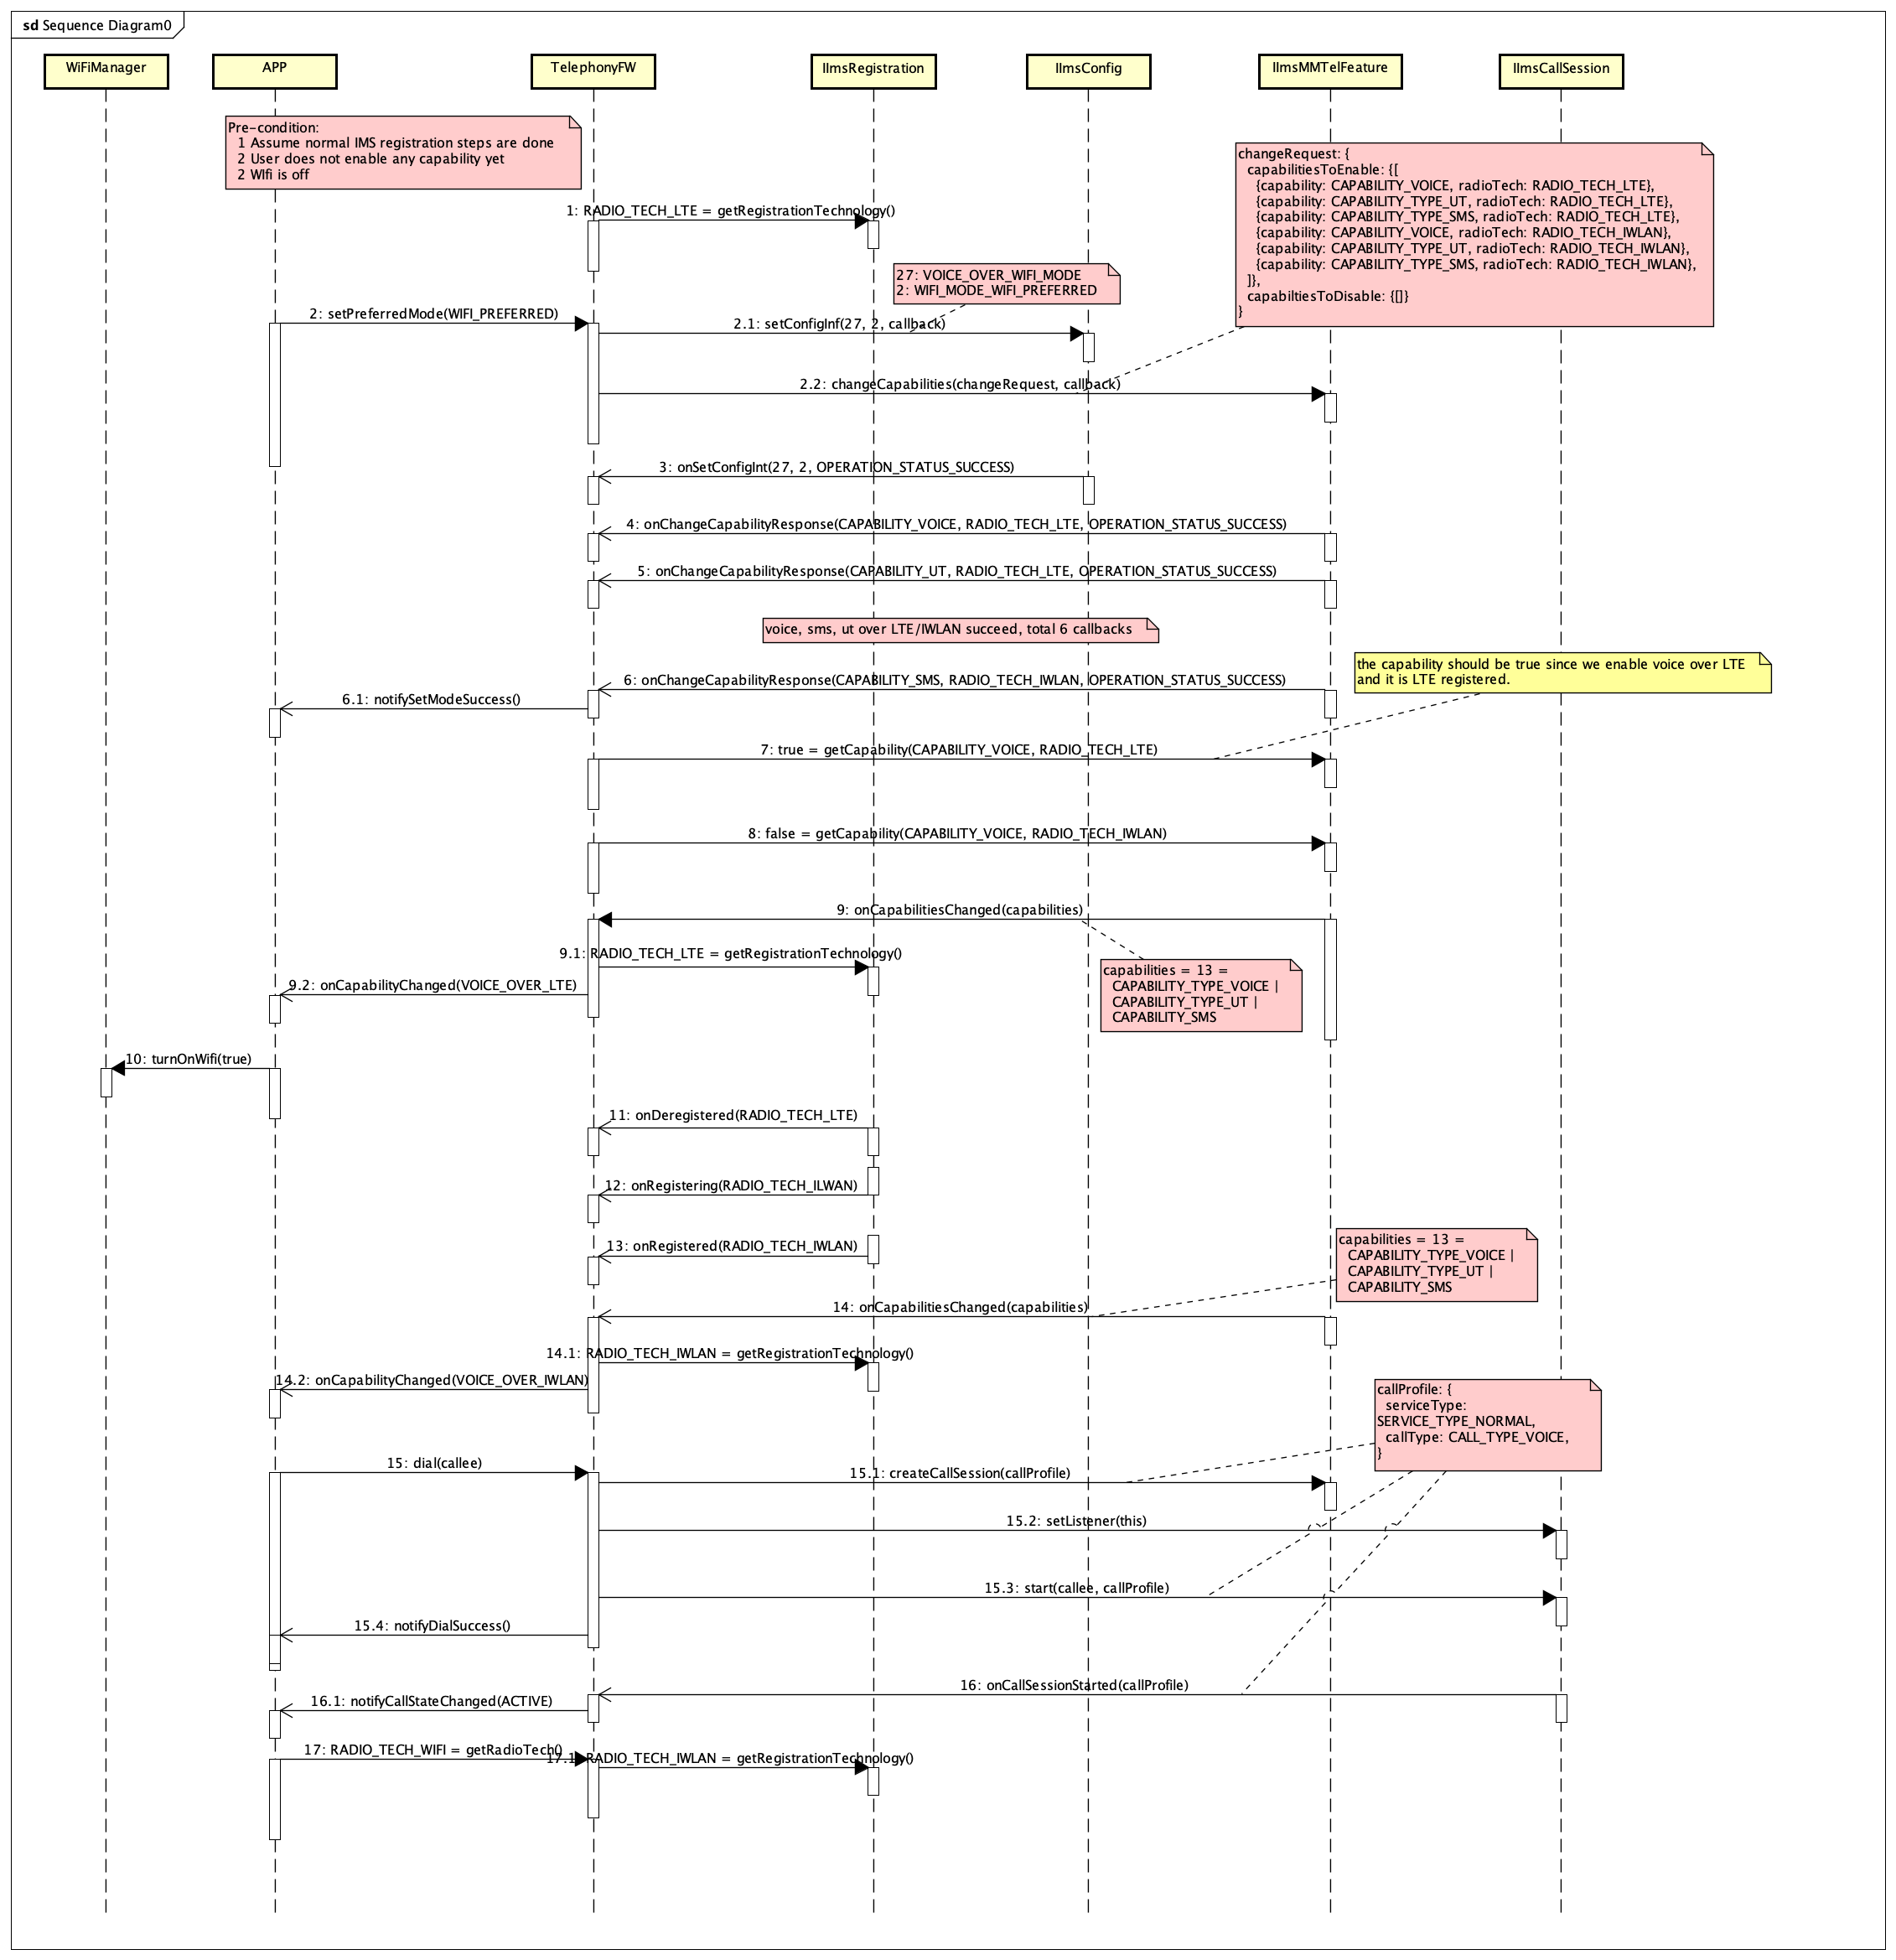 sd Sequence Diagram0
WiFiManager
APP
TelephonyFW
IImsRegistration
IImsConfig
IImsMMTelFeature
IImsCallSession
Pre-condition:
1 Assume normal IMS registration steps are done
2 User does not enable any capability yet
2 WIfi is off
changeRequest: {
capabilitiesToEnable: {[
{capability: CAPABILITY_VOICE, radioTech: RADIO_TECH_LTE},
{capability: CAPABILITY_TYPE_UT, radioTech: RADIO_TECH_LTE},
{capability: CAPABILITY_TYPE_SMS, radioTech: RADIO_TECH_LTE},
{capability: CAPABILITY_VOICE, radioTech: RADIO_TECH_IWLAN},
{capability: CAPABILITY_TYPE_UT, radioTech: RADIO_TECH_IWLAN},
{capability: CAPABILITY_TYPE_SMS, radioTech: RADIO_TECH_IWLAN},
]},
capabiltiesToDisable: {[]}
}
1: RADIO_TECH_LTE = getRegistrationTechnology()
27: VOICE_OVER_WIFI_MODE
2: WIFI_MODE_WIFI_PREFERRED
2: setPreferredMode(WIFI_PREFERRED)
2.1: setConfigInf(27, 2, callback)
2.2: changeCapabilities(changeRequest, callback)
3: onSetConfigInt(27, 2, OPERATION_STATUS_SUCCESS)
4: onChangeCapabilityResponse(CAPABILITY_VOICE, RADIO_TECH_LTE, OPERATION_STATUS_SUCCESS)
5: onChangeCapabilityResponse(CAPABILITY_UT, RADIO_TECH_LTE, OPERATION_STATUS_SUCCESS)
voice, sms, ut over LTE/IWLAN succeed, total 6 callbacks
the capability should be true since we enable voice over LTE
and it is LTE registered.
6: onChangeCapabilityResponse(CAPABILITY_SMS, RADIO_TECH_IWLAN, OPERATION_STATUS_SUCCESS)
6.1: notifySetModeSuccess()
7: true = getCapability(CAPABILITY_VOICE, RADIO_TECH_LTE)
8: false = getCapability(CAPABILITY_VOICE, RADIO_TECH_IWLAN)
9: onCapabilitiesChanged(capabilities)
9.1: RADIO_TECH_LTE = getRegistrationTechnology()
capabilities = 13 =
CAPABILITY_TYPE_VOICE |
CAPABILITY_TYPE_UT |
CAPABILITY_SMS
9.2: onCapabilityChanged(VOICE_OVER_LTE)
10: turnOnWifi(true)
11: onDeregistered(RADIO_TECH_LTE)
12: onRegistering(RADIO_TECH_ILWAN)
13: onRegistered(RADIO_TECH_IWLAN)
capabilities = 13 =
CAPABILITY_TYPE_VOICE |
CAPABILITY_TYPE_UT |
CAPABILITY_SMS
14: onCapabilitiesChanged(capabilities)
14.1: RADIO_TECH_IWLAN = getRegistrationTechnology()
14.2: onCapabilityChanged(VOICE_OVER_IWLAN)
callProfile: {
serviceType:
SERVICE_TYPE_NORMAL,
callType: CALL_TYPE_VOICE,
}
15: dial(callee)
15.1: createCallSession(callProfile)
15.2: setListener(this)
15.3: start(callee, callProfile)
15.4: notifyDialSuccess()
16: onCallSessionStarted(callProfile)
16.1: notifyCallStateChanged(ACTIVE)
17: RADIO_TECH_WIFI = getRadioTech()
17.1: RADIO_TECH_IWLAN = getRegistrationTechnology()